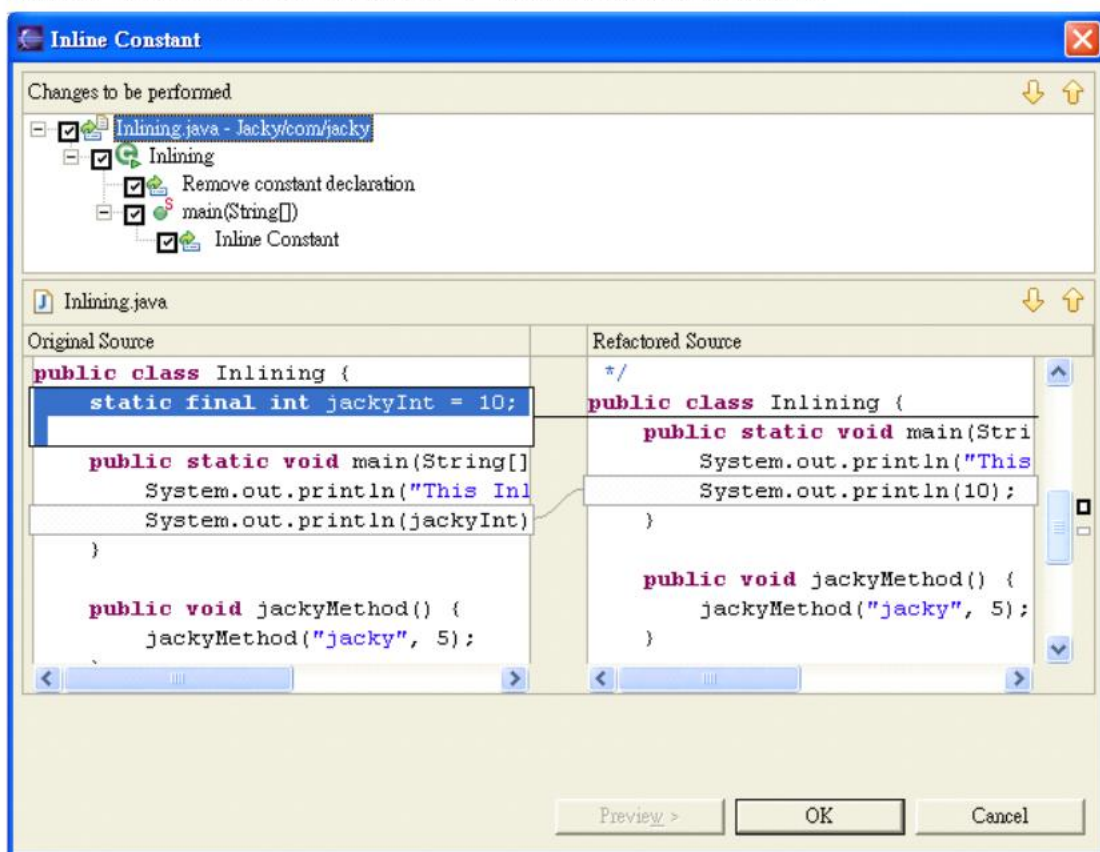 Inline Constant
Changes to be performed
Inlining.java - Jacky/com/jacky
Inlining
Remove constant declaration
main(String[])
Inline Constant
Inlining.java
Original Source
public class Inlining {
static final int jackyInt = 10;
public static void main(String[]
System.out.println("This Inl
System.out.println(jackyInt)
}
public void jackyMethod() {
jackyMethod("jacky", 5);
Refactored Source
*/
public class Inlining {
public static void main(Stri
System.out.println("This
System.out.println(10);
}
public void jackyMethod() {
jackyMethod("jacky", 5);
}
Preview >
OK
Cancel